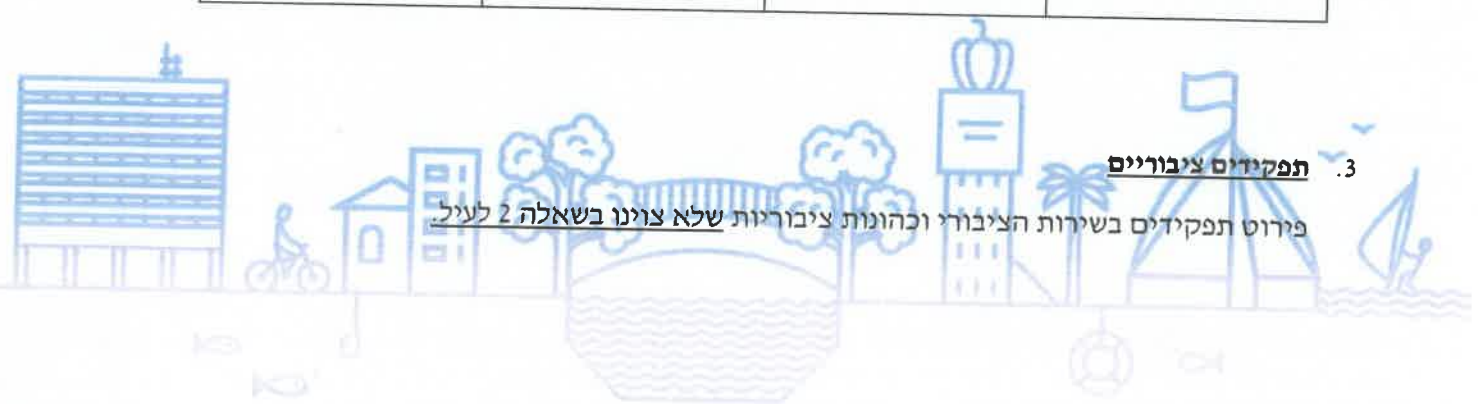 3. תפקידים ציבוריים
פירוט תפקידים בשירות הציבורי וכהונות ציבוריות שלא צוינו בשאלה 2 לעיל.